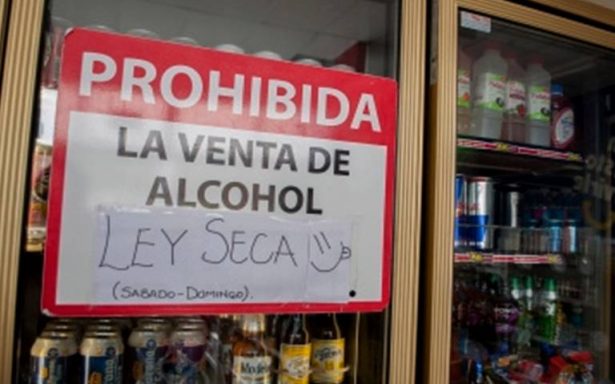 PROHIBIDA
LA VENTA DE
ALCOHOL
LEY SECA
(SABADO-DOMINGO).